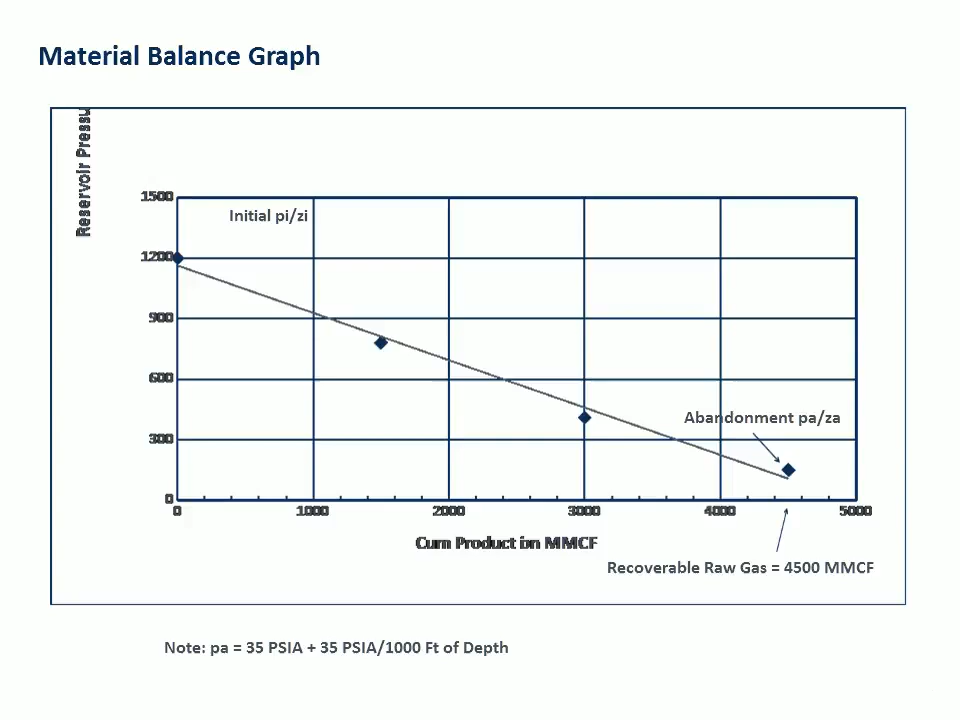 Material Balance Graph
Reservoir Pressu
1500
Initial pi/zi
1200
900
600
Abandonment pa/za
300
0
0 1000 2000 3000 4000 5000
Cum Production MMCF
Recoverable Raw Gas = 4500 MMCF
Note: pa = 35 PSIA + 35 PSIA/1000 Ft of Depth